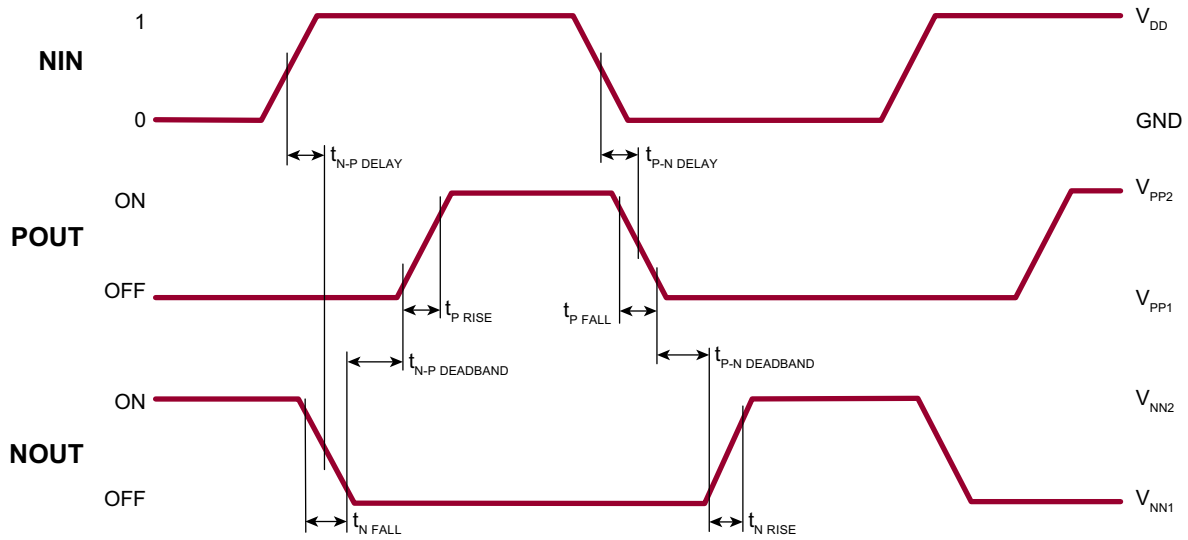 1
V_DD
NIN
0
GND
t_N-P DELAY
t_P-N DELAY
ON
V_PP2
POUT
OFF
V_PP1
t_P RISE
t_P FALL
t_N-P DEADBAND
t_P-N DEADBAND
ON
V_NN2
NOUT
OFF
V_NN1
t_N FALL
t_N RISE